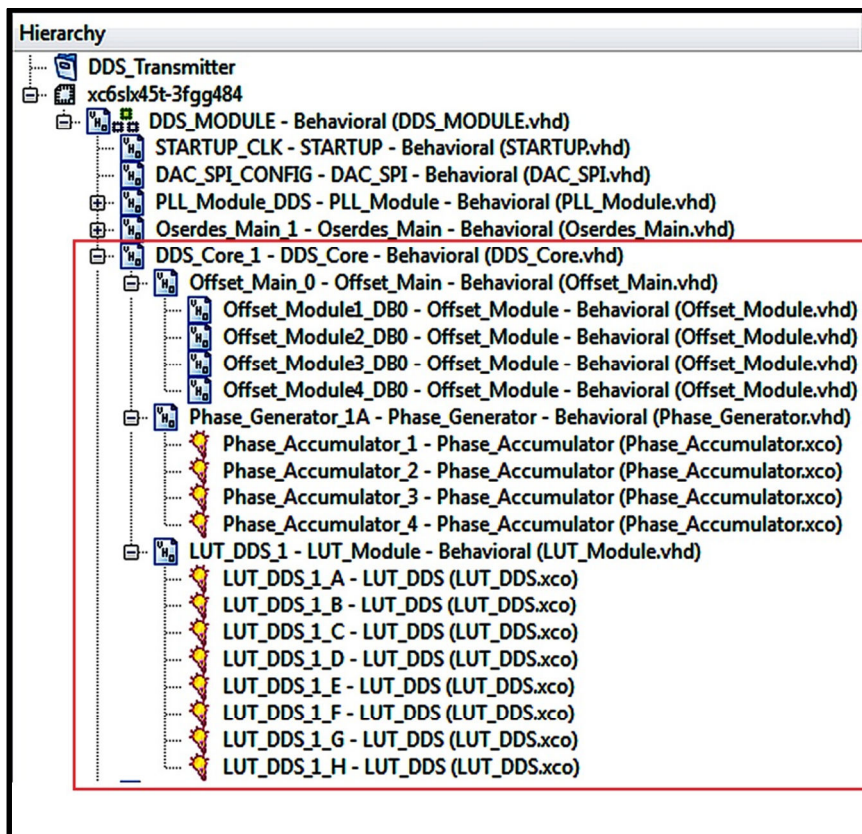 Hierarchy
DDS_Transmitter
xc6slx45t-3fgg484
DDS_MODULE - Behavioral (DDS_MODULE.vhd)
STARTUP_CLK - STARTUP - Behavioral (STARTUP.vhd)
DAC_SPI_CONFIG - DAC_SPI - Behavioral (DAC_SPI.vhd)
PLL_Module_DDS - PLL_Module - Behavioral (PLL_Module.vhd)
Oserdes_Main_1 - Oserdes_Main - Behavioral (Oserdes_Main.vhd)
DDS_Core_1 - DDS_Core - Behavioral (DDS_Core.vhd)
Offset_Main_0 - Offset_Main - Behavioral (Offset_Main.vhd)
Offset_Module1_DB0 - Offset_Module - Behavioral (Offset_Module.vhd)
Offset_Module2_DB0 - Offset_Module - Behavioral (Offset_Module.vhd)
Offset_Module3_DB0 - Offset_Module - Behavioral (Offset_Module.vhd)
Offset_Module4_DB0 - Offset_Module - Behavioral (Offset_Module.vhd)
Phase_Generator_1A - Phase_Generator - Behavioral (Phase_Generator.vhd)
Phase_Accumulator_1 - Phase_Accumulator (Phase_Accumulator.xco)
Phase_Accumulator_2 - Phase_Accumulator (Phase_Accumulator.xco)
Phase_Accumulator_3 - Phase_Accumulator (Phase_Accumulator.xco)
Phase_Accumulator_4 - Phase_Accumulator (Phase_Accumulator.xco)
LUT_DDS_1 - LUT_Module - Behavioral (LUT_Module.vhd)
LUT_DDS_1_A - LUT_DDS (LUT_DDS.xco)
LUT_DDS_1_B - LUT_DDS (LUT_DDS.xco)
LUT_DDS_1_C - LUT_DDS (LUT_DDS.xco)
LUT_DDS_1_D - LUT_DDS (LUT_DDS.xco)
LUT_DDS_1_E - LUT_DDS (LUT_DDS.xco)
LUT_DDS_1_F - LUT_DDS (LUT_DDS.xco)
LUT_DDS_1_G - LUT_DDS (LUT_DDS.xco)
LUT_DDS_1_H - LUT_DDS (LUT_DDS.xco)